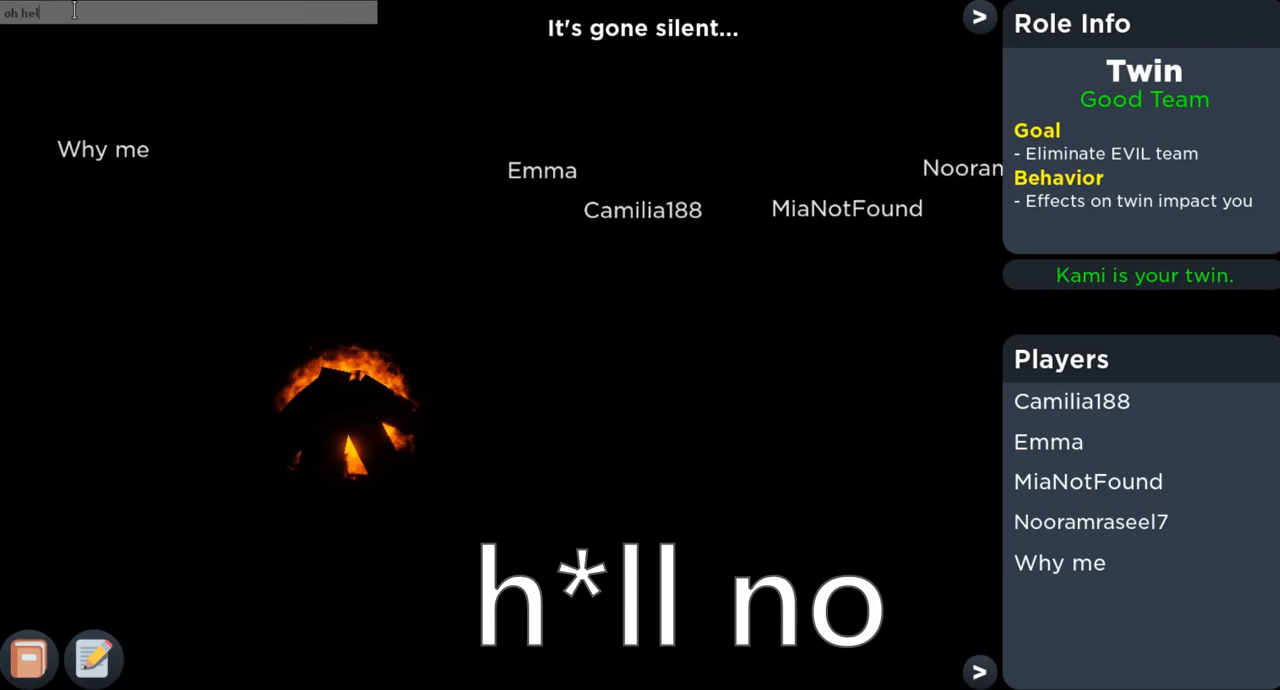 oh hel
It's gone silent...
>
Why me
Emma
Camilia188
MiaNotFound
Nooram
h*ll no
>
Role Info
Twin
Good Team
Goal
- Eliminate EVIL team
Behavior
- Effects on twin impact you
Kami is your twin.
Players
Camilia188
Emma
MiaNotFound
Nooramraseel7
Why me